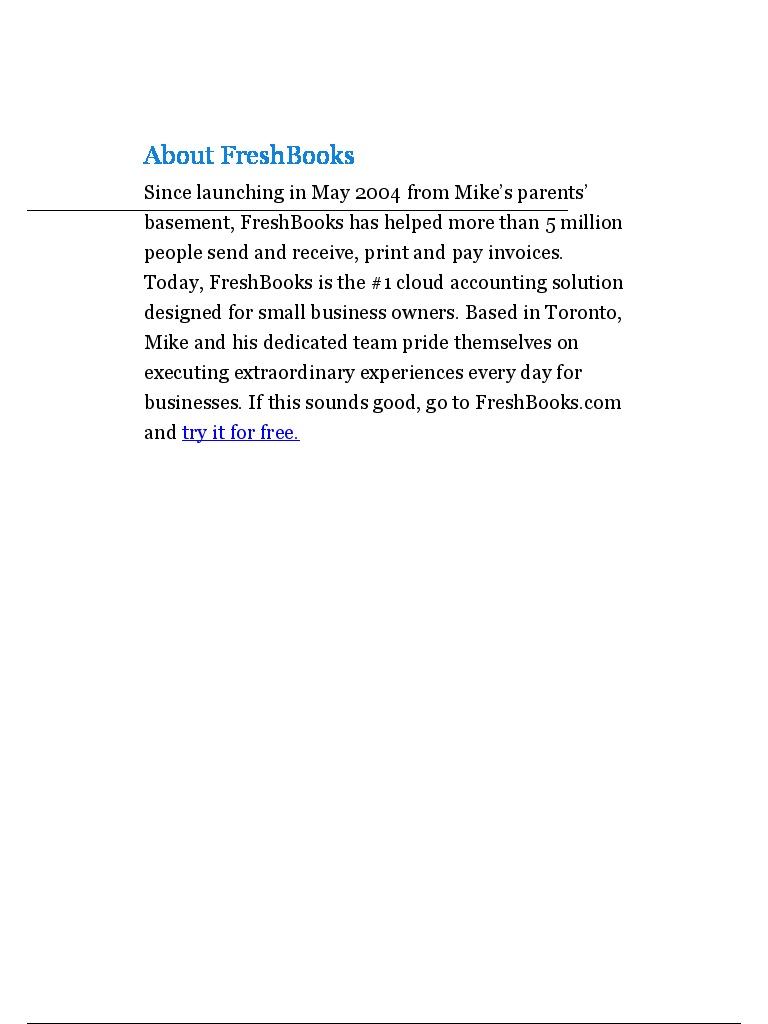 About FreshBooks
Since launching in May 2004 from Mike’s parents’
basement, FreshBooks has helped more than 5 million
people send and receive, print and pay invoices.
Today, FreshBooks is the #1 cloud accounting solution
designed for small business owners. Based in Toronto,
Mike and his dedicated team pride themselves on
executing extraordinary experiences every day for
businesses. If this sounds good, go to FreshBooks.com
and try it for free.